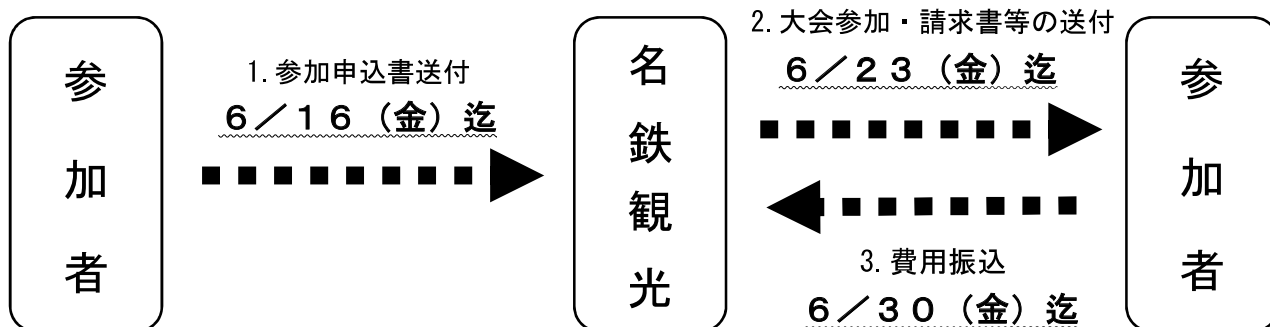 参加者
1.参加申込書送付
６／１６（金）迄
名鉄観光
2.大会参加・請求書等の送付
６／２３（金）迄
3.費用振込
６／３０（金）迄
参加者